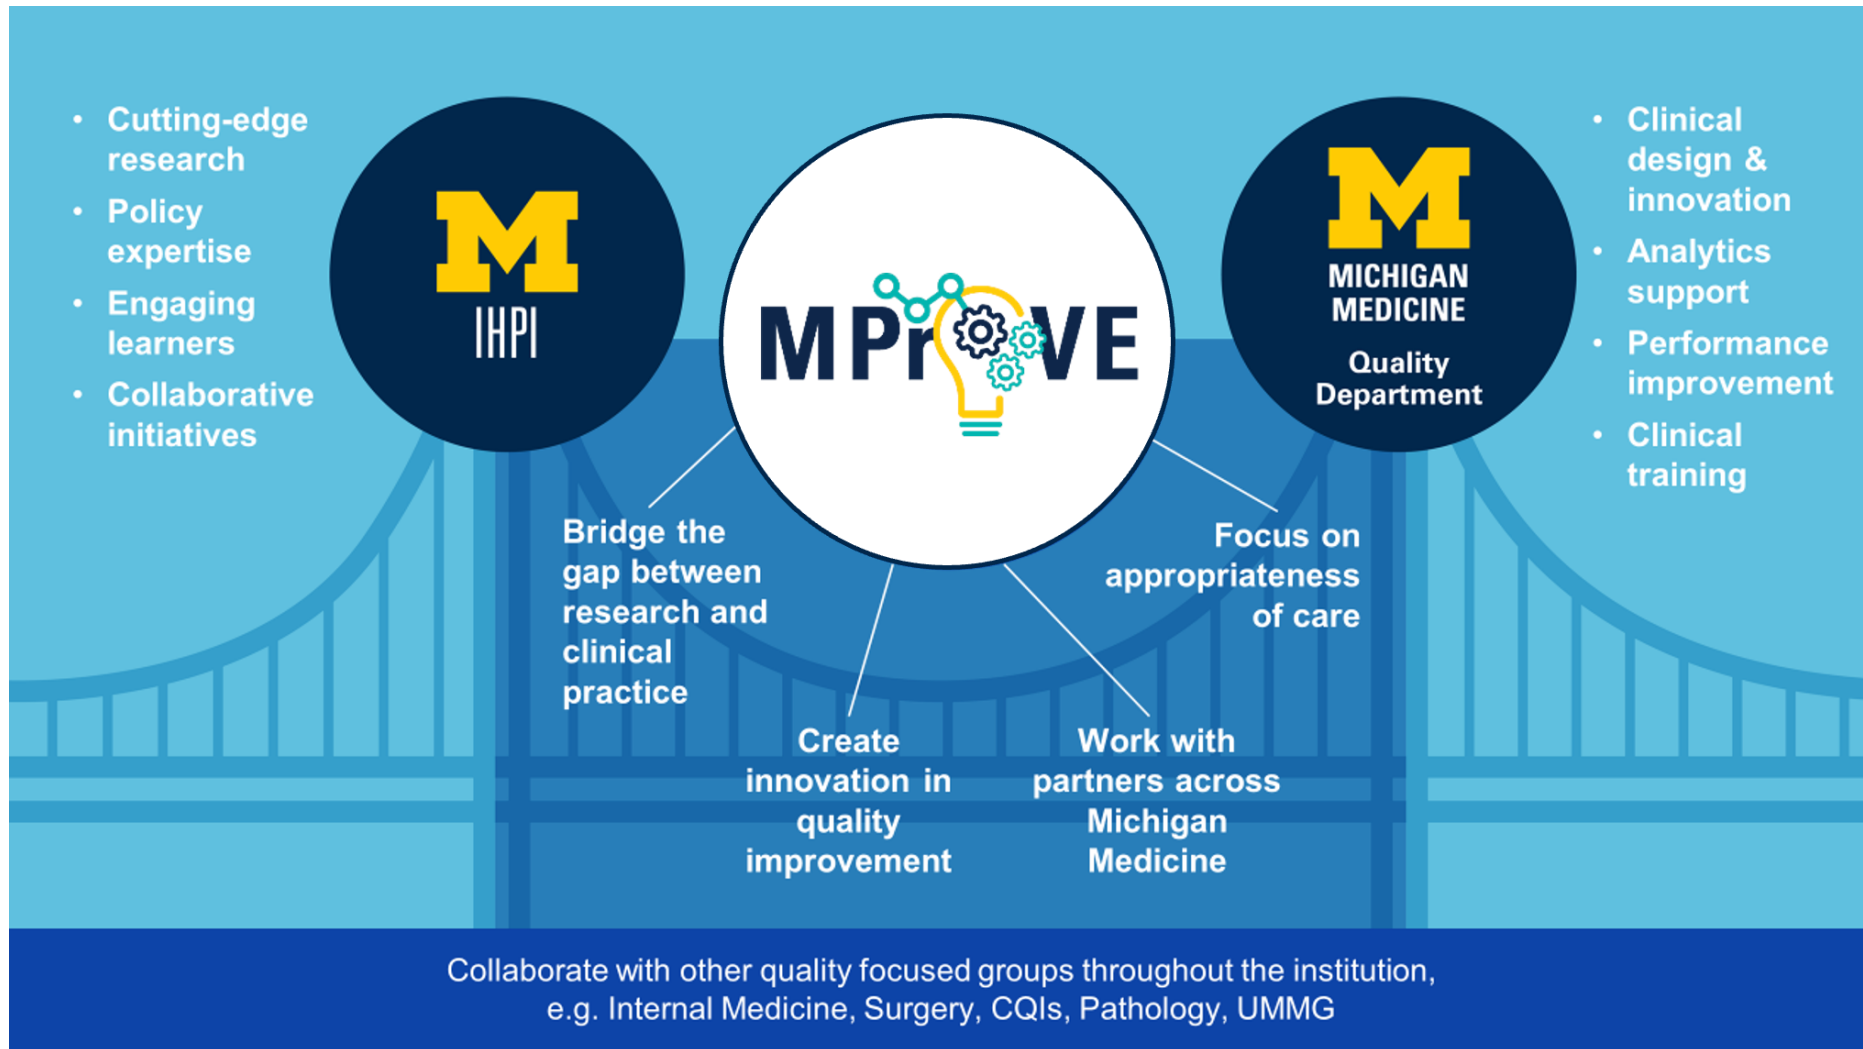 • Cutting-edge
research
• Policy
expertise
• Engaging
learners
• Collaborative
initiatives
M
IHPI
MPrOVE
M
MICHIGAN
MEDICINE
Quality
Department
• Clinical
design &
innovation
• Analytics
support
• Performance
improvement
• Clinical
training
Bridge the
gap between
research and
clinical
practice
Create
innovation in
quality
improvement
Work with
partners across
Michigan
Medicine
Focus on
appropriateness
of care
Collaborate with other quality focused groups throughout the institution,
e.g. Internal Medicine, Surgery, CQIs, Pathology, UMMG